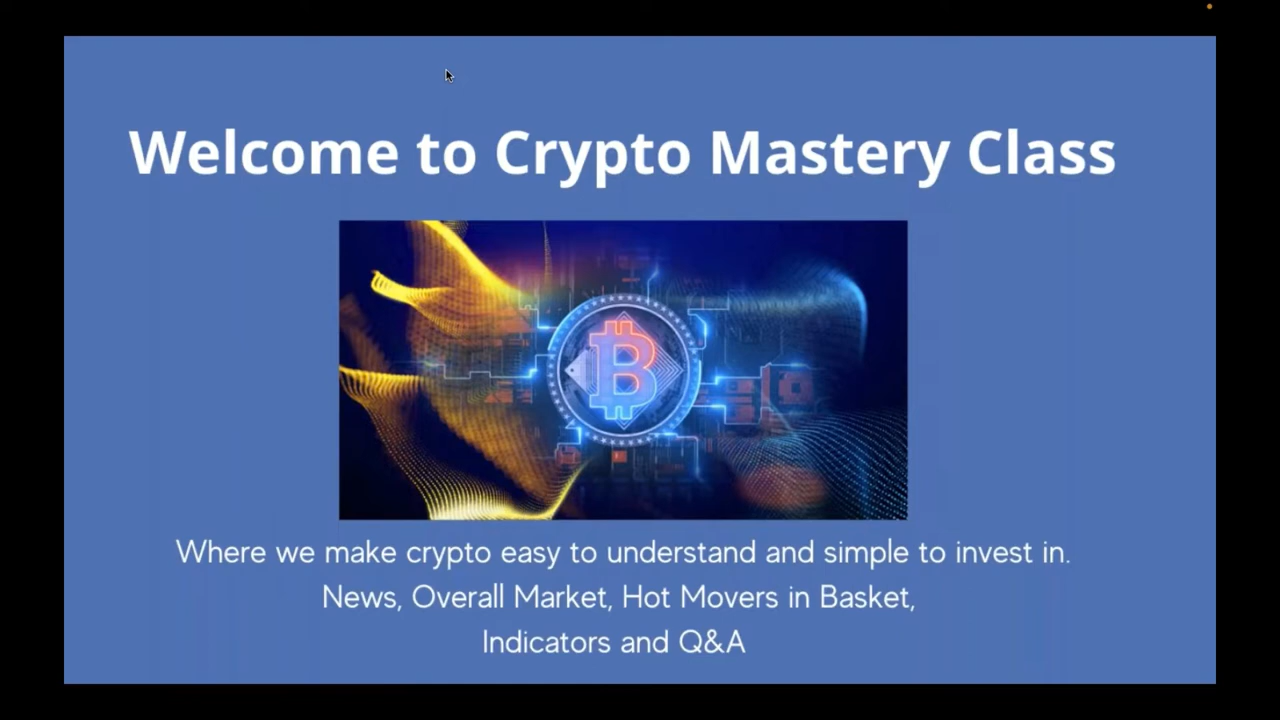 Welcome to Crypto Mastery Class
Where we make crypto easy to understand and simple to invest in.
News, Overall Market, Hot Movers in Basket,
Indicators and Q&A